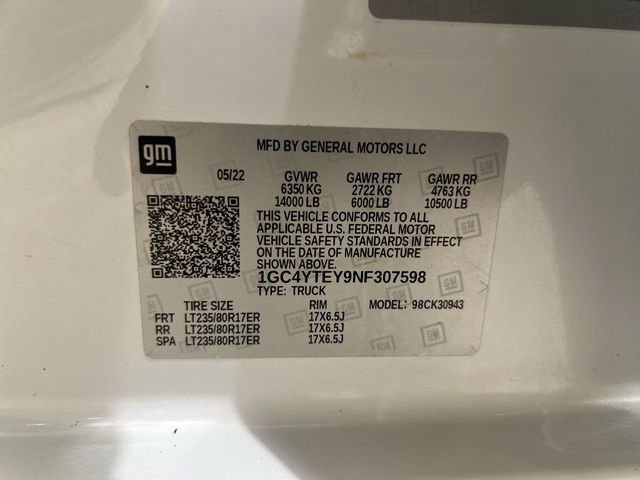 gm
MFD BY GENERAL MOTORS LLC
05/22 GVWR GAWR FRT GAWR RR
6350 KG 2722 KG 4763 KG
14000 LB 6000 LB 10500 LB
THIS VEHICLE CONFORMS TO ALL
APPLICABLE U.S. FEDERAL MOTOR
VEHICLE SAFETY STANDARDS IN EFFECT
ON THE DATE OF MANUFACTURE
SHOWN ABOVE.
1GC4YTEY9NF307598
TYPE: TRUCK
TIRE SIZE RIM MODEL: 98CK30943
FRT LT235/80R17ER 17X6.5J
RR LT235/80R17ER 17X6.5J
SPA LT235/80R17ER 17X6.5J